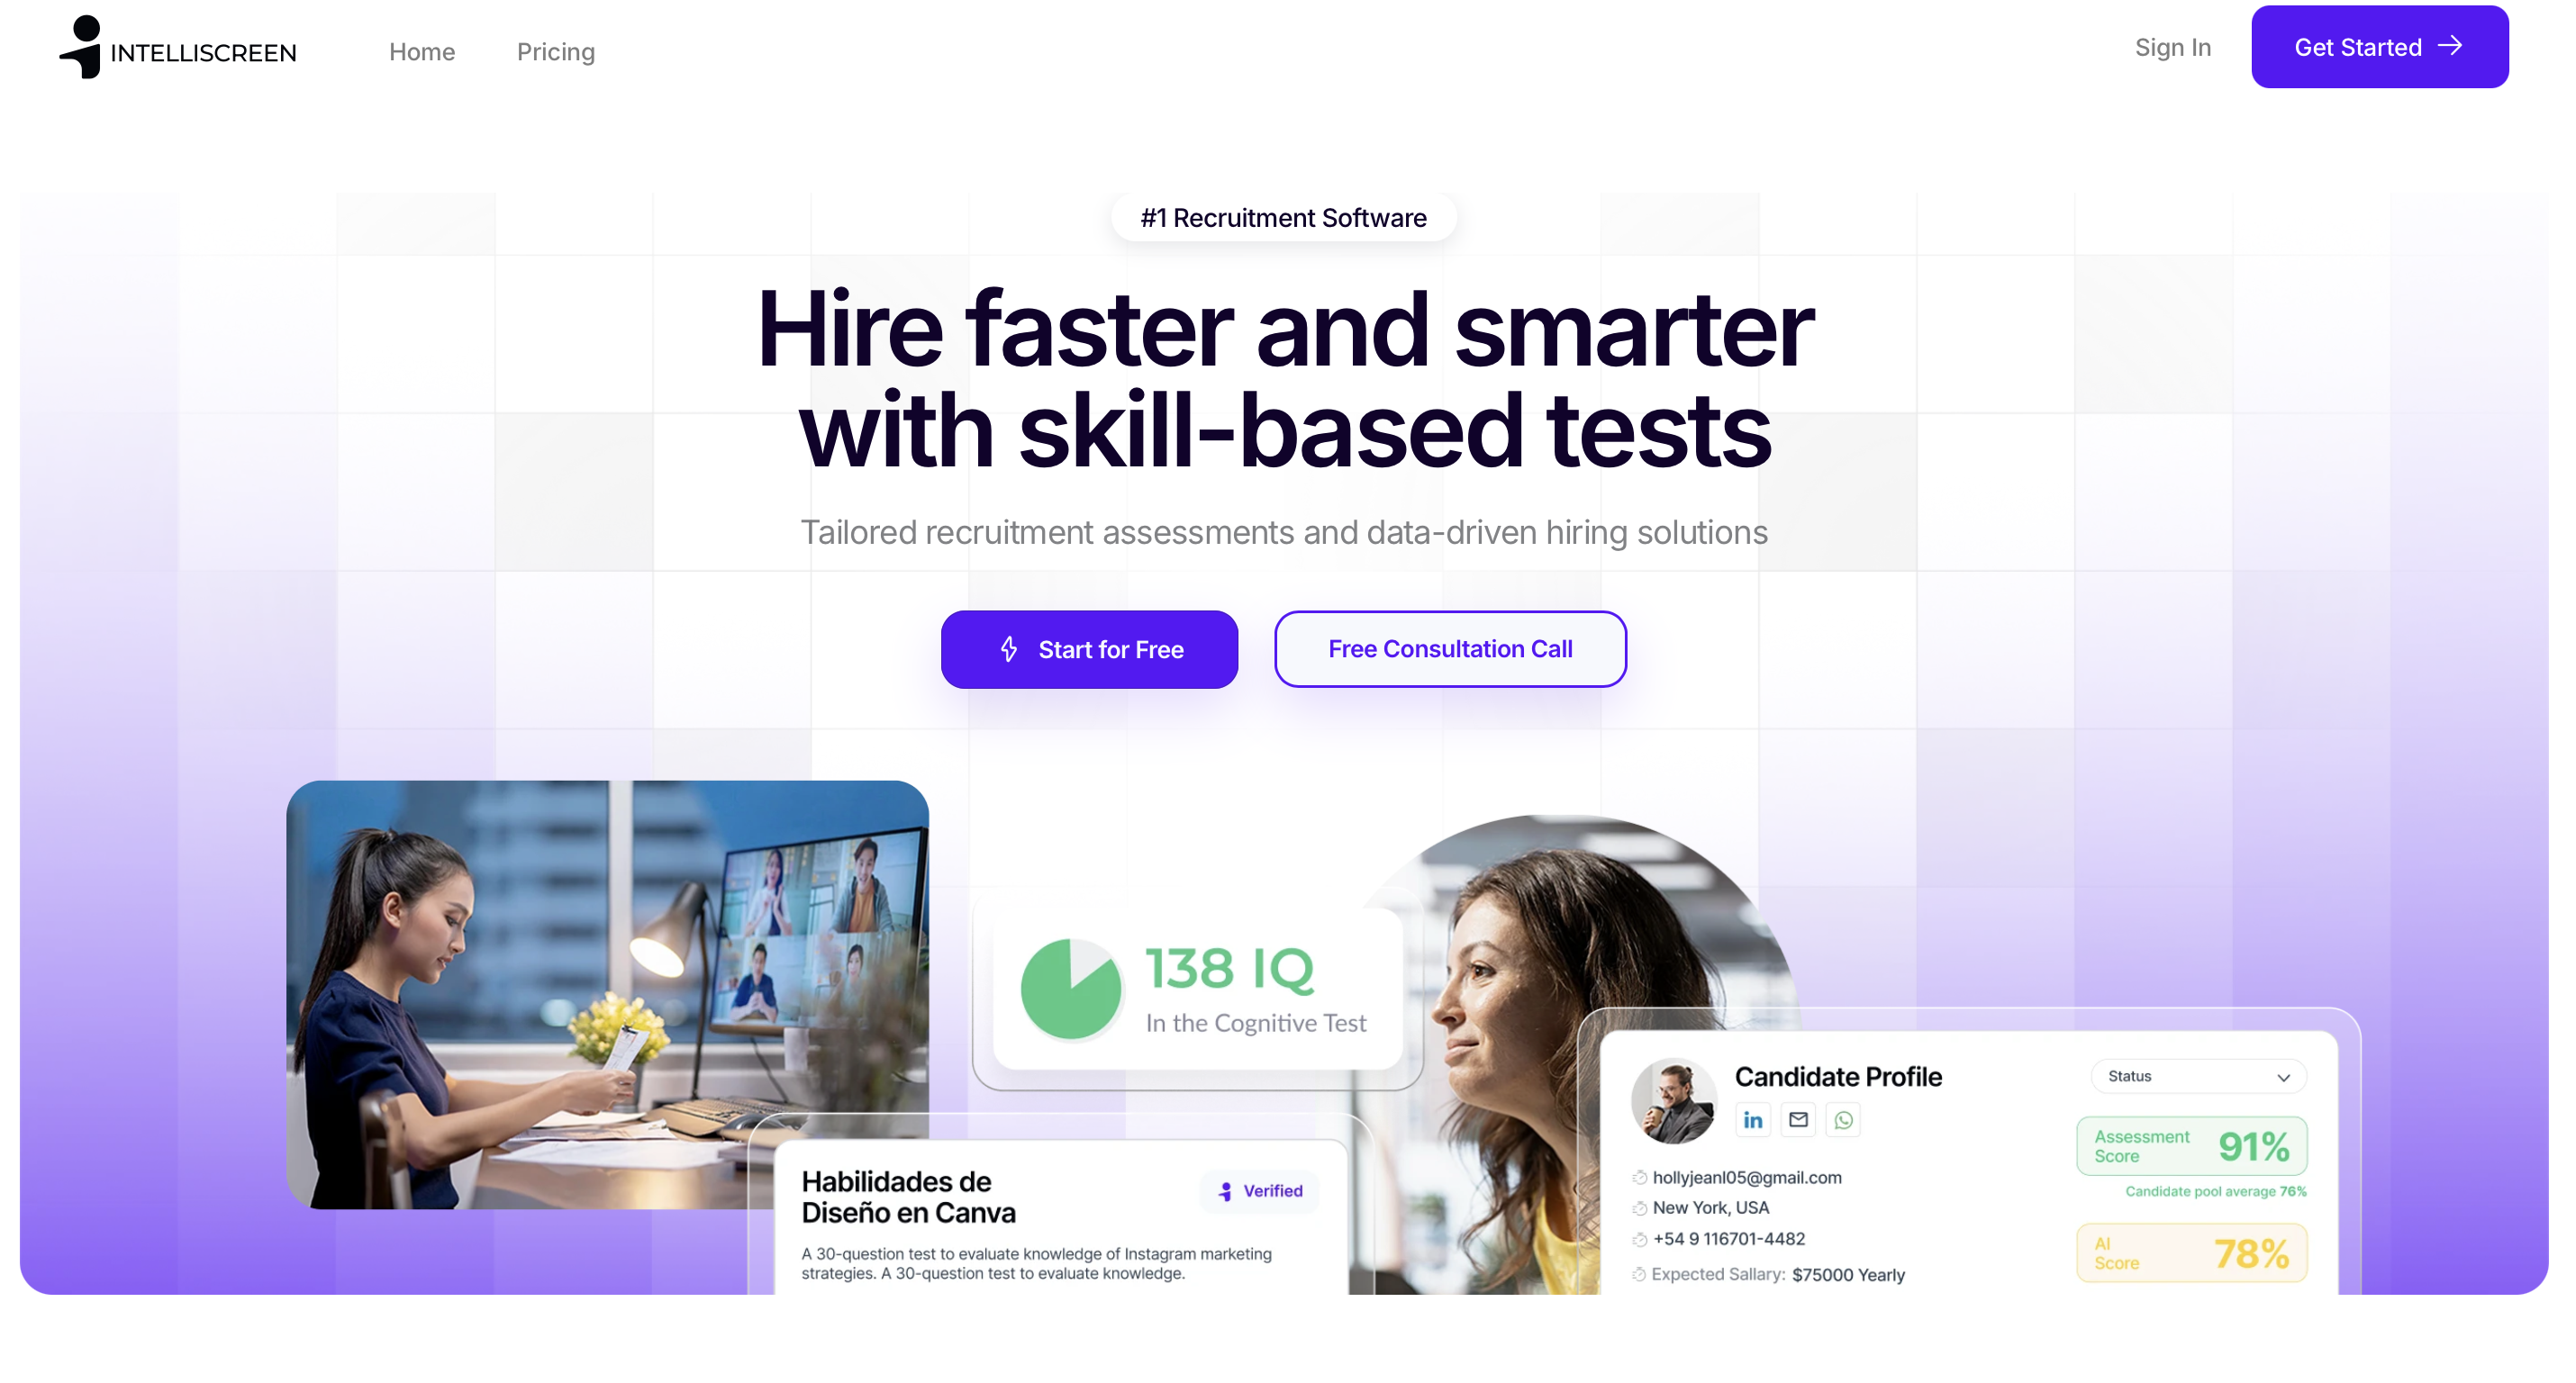 INTELLISCREEN
Home
Pricing
Sign In
Get Started
#1 Recruitment Software
Hire faster and smarter
with skill-based tests
Tailored recruitment assessments and data-driven hiring solutions
Start for Free
Free Consultation Call
138 IQ
In the Cognitive Test
Habilidades de
Diseño en Canva
Verified
A 30-question test to evaluate knowledge of Instagram marketing
strategies. A 30-question test to evaluate knowledge.
Candidate Profile
in
Status
hollyjeanl05@gmail.com
New York, USA
+54 9 116701-4482
Expected Sallary: $75000 Yearly
Assessment
Score
91%
Candidate pool average 76%
AI
Score
78%